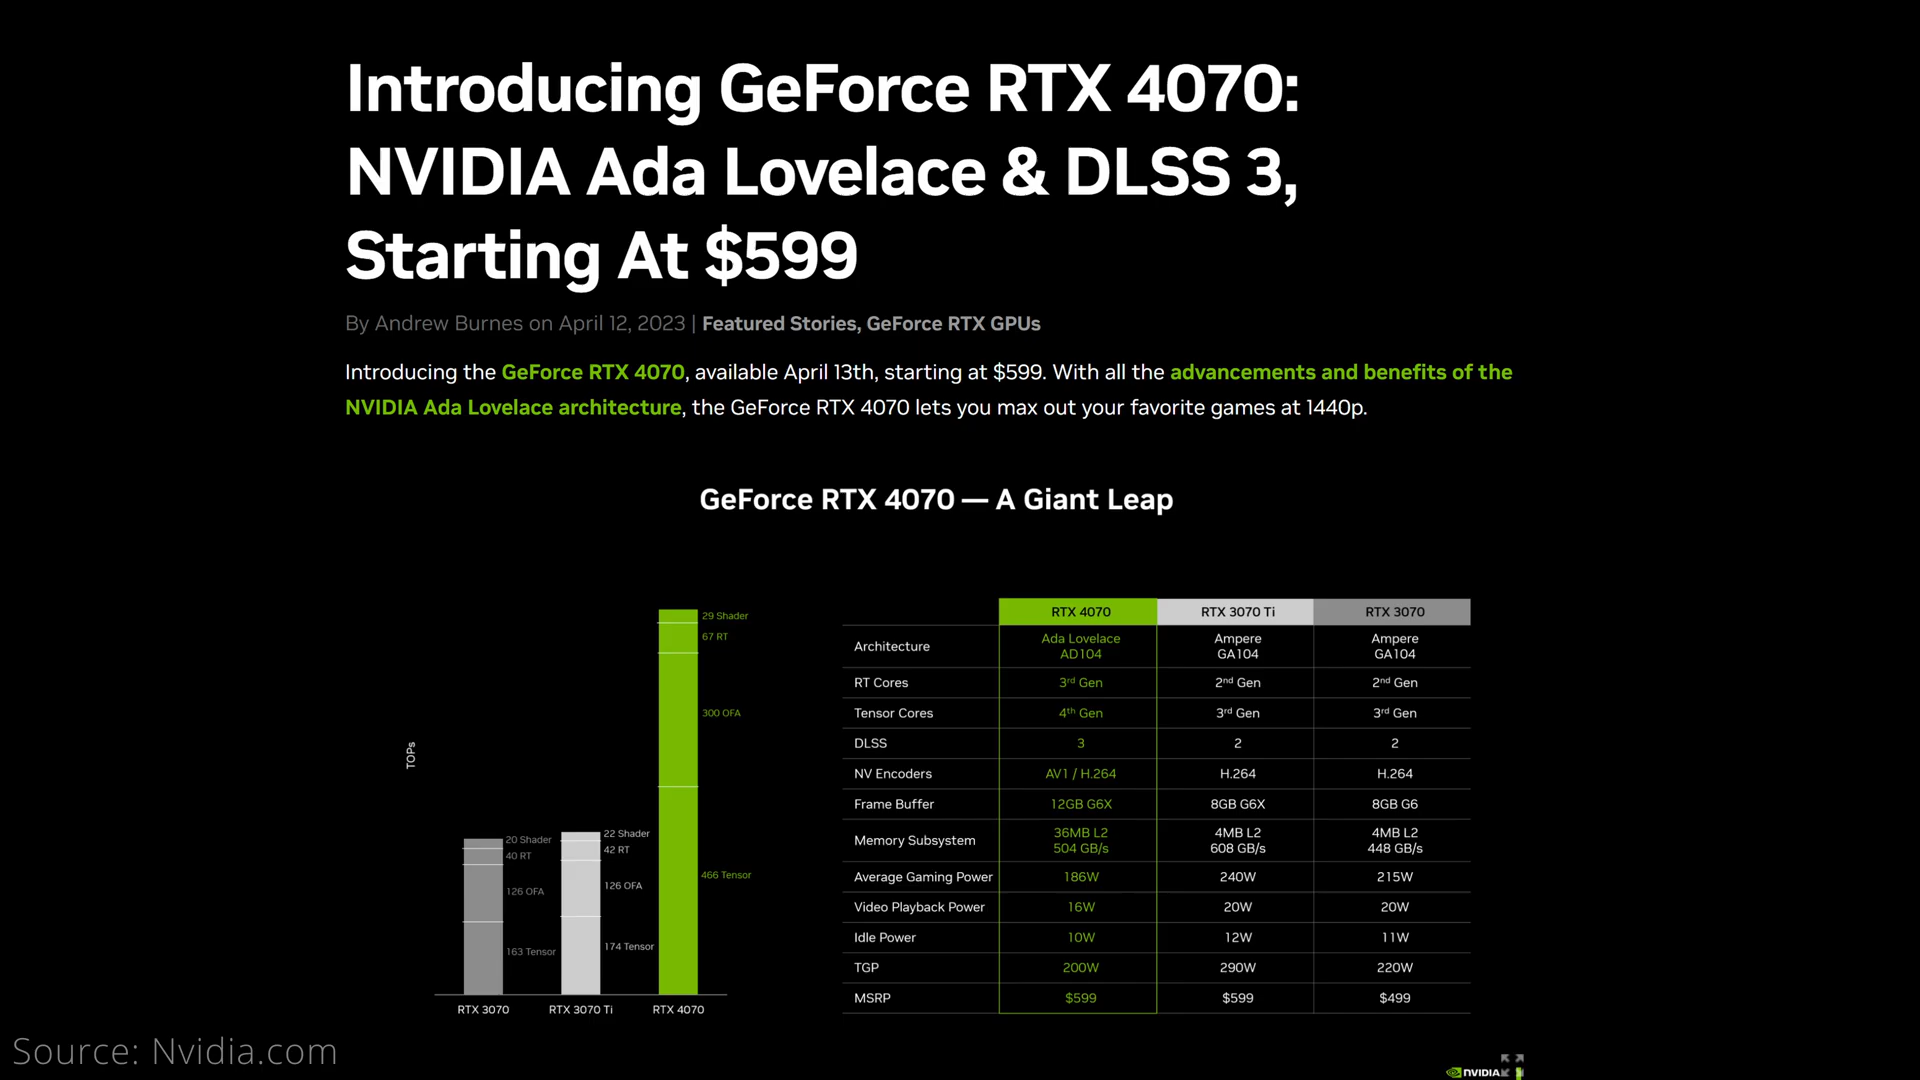 Introducing GeForce RTX 4070:
NVIDIA Ada Lovelace & DLSS 3,
Starting At $599
By Andrew Burnes on April 12, 2023 | Featured Stories, GeForce RTX GPUs
Introducing the GeForce RTX 4070, available April 13th, starting at $599. With all the advancements and benefits of the
NVIDIA Ada Lovelace architecture, the GeForce RTX 4070 lets you max out your favorite games at 1440p.
GeForce RTX 4070 — A Giant Leap
TOPs
20 Shader
40 RT
126 OFA
163 Tensor
RTX 3070
22 Shader
42 RT
126 OFA
174 Tensor
RTX 3070 Ti
29 Shader
67 RT
300 OFA
466 Tensor
RTX 4070
RTX 4070 RTX 3070 Ti RTX 3070
Architecture Ada Lovelace AD104 Ampere GA104 Ampere GA104
RT Cores 3rd Gen 2nd Gen 2nd Gen
Tensor Cores 4th Gen 3rd Gen 3rd Gen
DLSS 3 2 2
NV Encoders AV1 / H.264 H.264 H.264
Frame Buffer 12GB G6X 8GB G6X 8GB G6
Memory Subsystem 36MB L2 504 GB/s 4MB L2 608 GB/s 4MB L2 448 GB/s
Average Gaming Power 186W 240W 215W
Video Playback Power 16W 20W 20W
Idle Power 10W 12W 11W
TGP 200W 290W 220W
MSRP $599 $599 $499
Source: Nvidia.com
NVIDIA